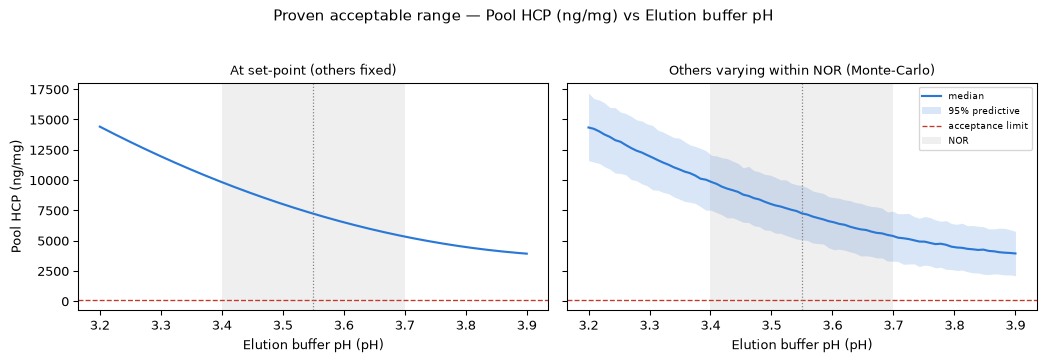 Proven acceptable range — Pool HCP (ng/mg) vs Elution buffer pH
At set-point (others fixed)
Others varying within NOR (Monte-Carlo)
Pool HCP (ng/mg)
17500
15000
12500
10000
7500
5000
2500
0
median
95% predictive
acceptance limit
NOR
3.2 3.3 3.4 3.5 3.6 3.7 3.8 3.9
3.2 3.3 3.4 3.5 3.6 3.7 3.8 3.9
Elution buffer pH (pH)
Elution buffer pH (pH)